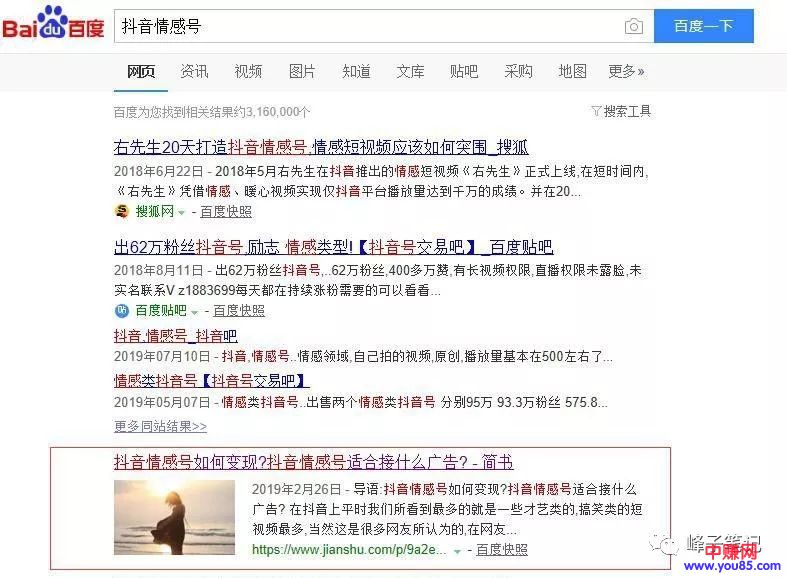 Bai du 百度
抖音情感号
百度一下
网页 资讯 视频 图片 知道 文库 贴吧 采购 地图 更多»
百度为您找到相关结果约3,160,000个
搜索工具
右先生20天打造抖音情感号,情感短视频应该如何突围_搜狐
2018年6月22日 - 2018年5月右先生在抖音推出的情感短视频《右先生》正式上线,在短时间内,
《右先生》凭借情感、暖心视频实现仅抖音平台播放量达到千万的成绩。并在20...
搜狐网 - 百度快照
出62万粉丝抖音号,励志 情感类型!【抖音号交易吧】_百度贴吧
2018年8月11日 - 出62万粉丝抖音号,..62万粉丝,400多万赞,有长视频权限,直播权限未露脸,未
实名联系V z1883699每天都在持续涨粉需要的可以看看...
百度贴吧 - 百度快照
抖音,情感号_抖音吧
2019年07月10日 - 抖音,情感号..情感领域,自己拍的视频,原创,播放量基本在500左右了...
情感类抖音号【抖音号交易吧】
2019年05月07日 - 情感类抖音号..出售两个情感类抖音号 分别95万 93.3万粉丝 575.8...
更多同站结果>>
抖音情感号如何变现?抖音情感号适合接什么广告? - 简书
2019年2月26日 - 导语:抖音情感号如何变现?抖音情感号适合接什么
广告? 在抖音上平时我们所看到最多的就是一些才艺类的,搞笑类的短
视频最多,当然这是很多网友所认为的,在网友...
https://www.jianshu.com/p/9a2e... - 百度快照
峰子笔记
中赚网
www.you85.com